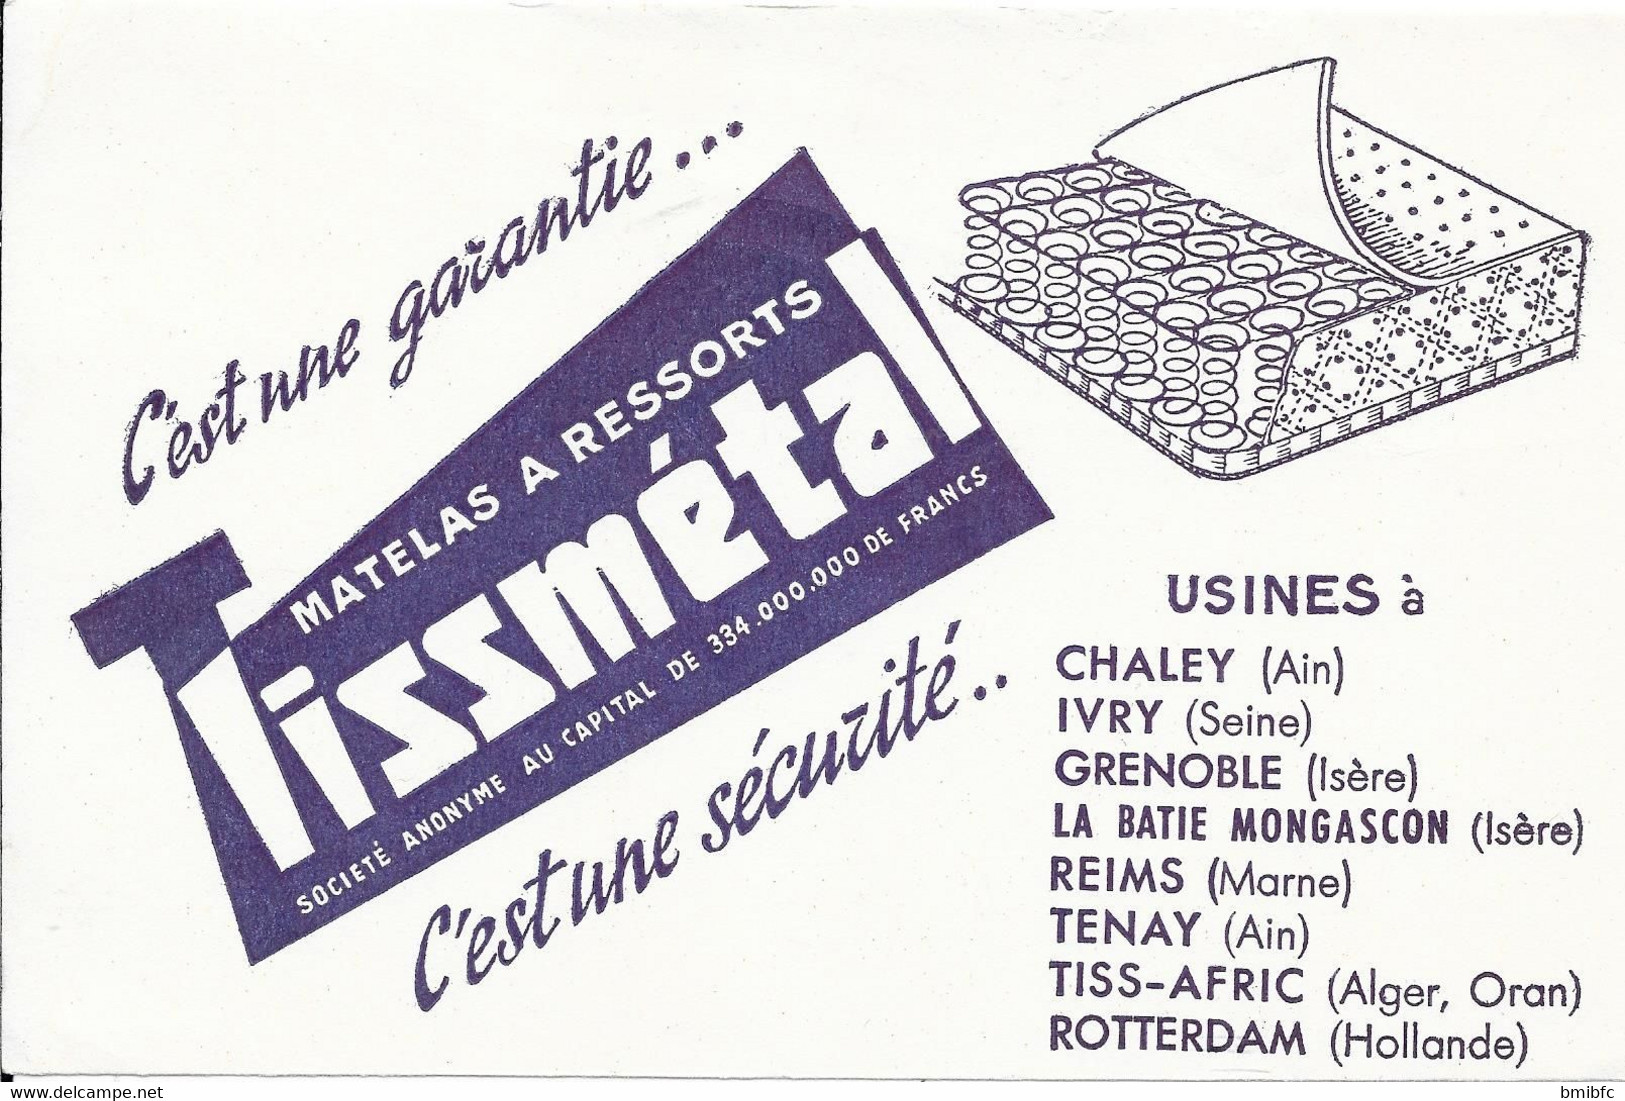 C'est une garantie...
MATELAS A RESSORTS
Tissmétal
SOCIETÉ ANONYME AU CAPITAL DE 334.000.000 DE FRANCS
C'est une sécurité..
USINES à
CHALEY (Ain)
IVRY (Seine)
GRENOBLE (Isère)
LA BATIE MONGASCON (Isère)
REIMS (Marne)
TENAY (Ain)
TISS-AFRIC (Alger, Oran)
ROTTERDAM (Hollande)
bmibfc